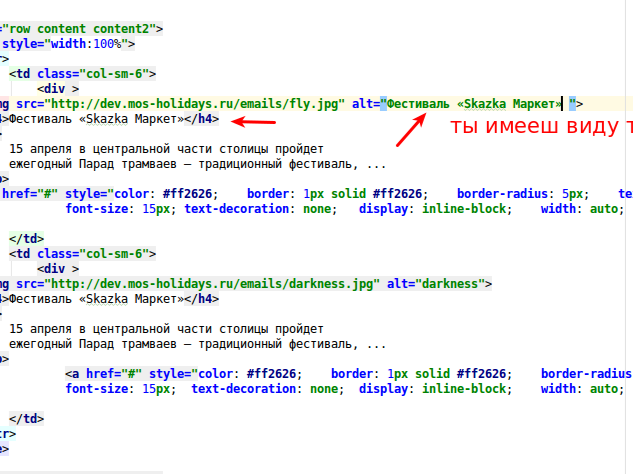 ="row content content2">
style="width:100%">
r>
<td class="col-sm-6">
<div >
ng src="http://dev.mos-holidays.ru/emails/fly.jpg" alt="Фестиваль «Skazka Маркет» ">
4>Фестиваль «Skazka Маркет»</h4>
ты имееш виду т
15 апреля в центральной части столицы пройдет
ежегодный Парад трамваев – традиционный фестиваль, ...
p>
href="#" style="color: #ff2626; border: 1px solid #ff2626; border-radius: 5px; te
font-size: 15px; text-decoration: none; display: inline-block; width: auto;
</td>
<td class="col-sm-6">
<div >
ng src="http://dev.mos-holidays.ru/emails/darkness.jpg" alt="darkness">
4>Фестиваль «Skazka Маркет»</h4>
15 апреля в центральной части столицы пройдет
ежегодный Парад трамваев – традиционный фестиваль, ...
p>
<a href="#" style="color: #ff2626; border: 1px solid #ff2626; border-radius
font-size: 15px; text-decoration: none; display: inline-block; width: auto;
</td>
tr>
e>